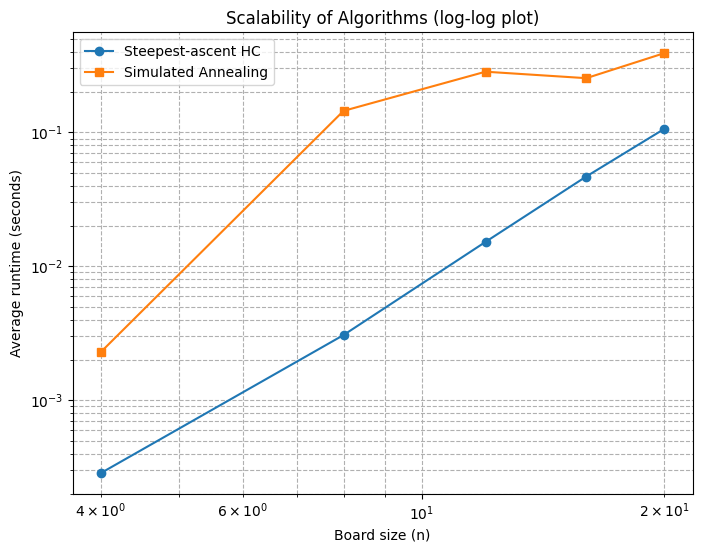 Scalability of Algorithms (log-log plot)
Steepest-ascent HC
Simulated Annealing
Average runtime (seconds)
10⁻¹
10⁻²
10⁻³
4 × 10⁰
6 × 10⁰
10¹
2 × 10¹
Board size (n)